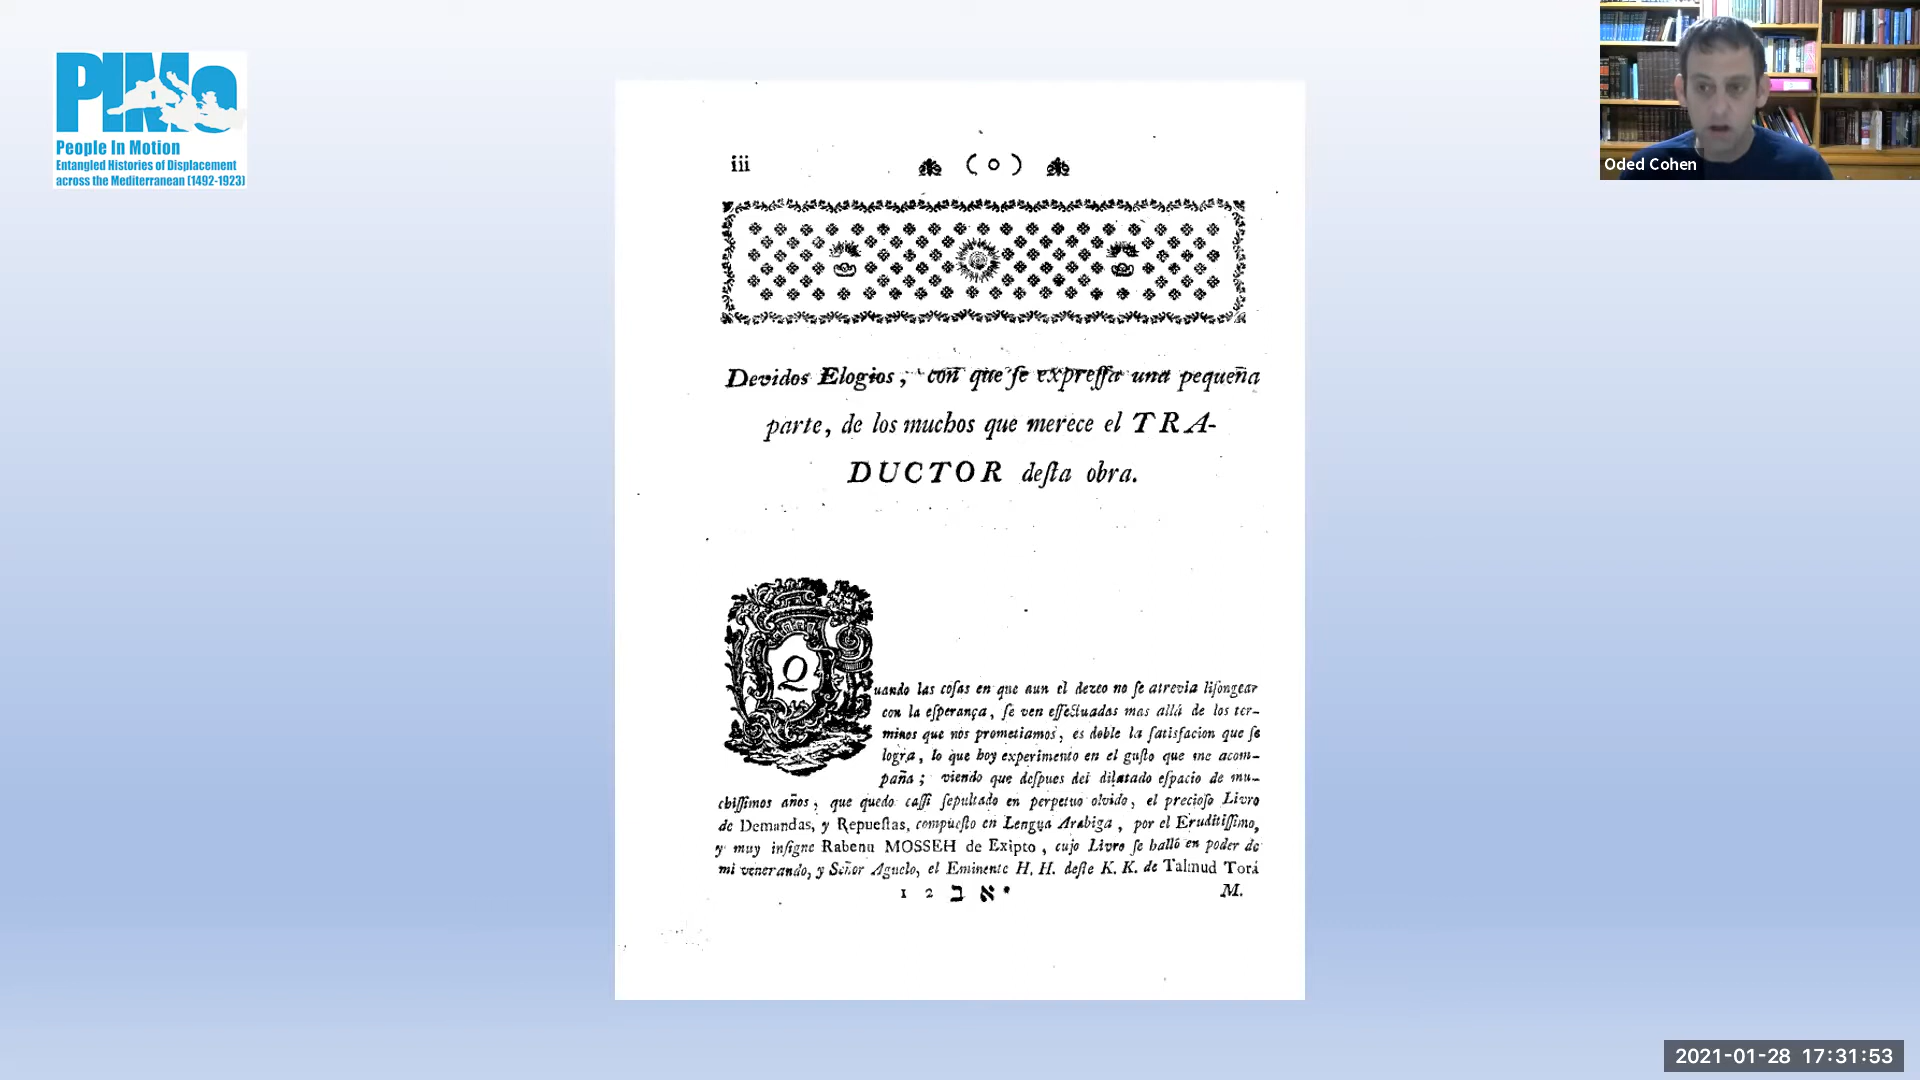 PIMo
People In Motion
Entangled Histories of Displacement
across the Mediterranean (1492-1923)
Oded Cohen
iii
( o )
Devidos Elogios, con que ſe expreſſa una pequeña
parte, de los muchos que merece el TRA-
DUCTOR deſta obra.
Quando las coſas en que aun el dezeo no ſe atrevia liſongear
con la eſperança, ſe ven effectuadas mas allá de los ter-
minos que nos prometiamos, es doble la ſatisfacion que ſe
logra, lo que hoy experimento en el guſto que me acom-
paña; viendo que deſpues del dilatado eſpacio de mu-
chiſſimos años, que quedo caſſi ſepultado en perpetuo olvido, el precioſo Livro
de Demandas, y Repueſtas, compueſto en Lengua Arabiga, por el Eruditiſſimo,
y muy inſigne Rabenu MOSSEH de Exipto, cujo Livro ſe halló en poder de
mi venerando, y Señor Aguelo, el Eminente H. H. deſte K. K. de Talmud Torá
1 2 יא ב
M.
2021-01-28 17:31:53